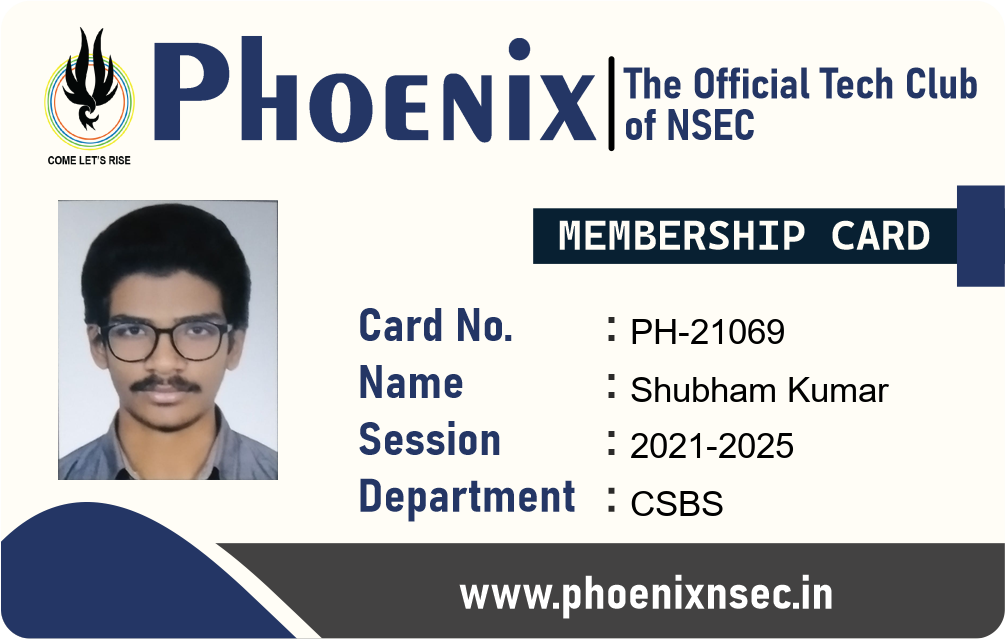 COME LET'S RISE
PHOENIX
The Official Tech Club
of NSEC
MEMBERSHIP CARD
Card No. : PH-21069
Name : Shubham Kumar
Session : 2021-2025
Department : CSBS
www.phoenixnsec.in